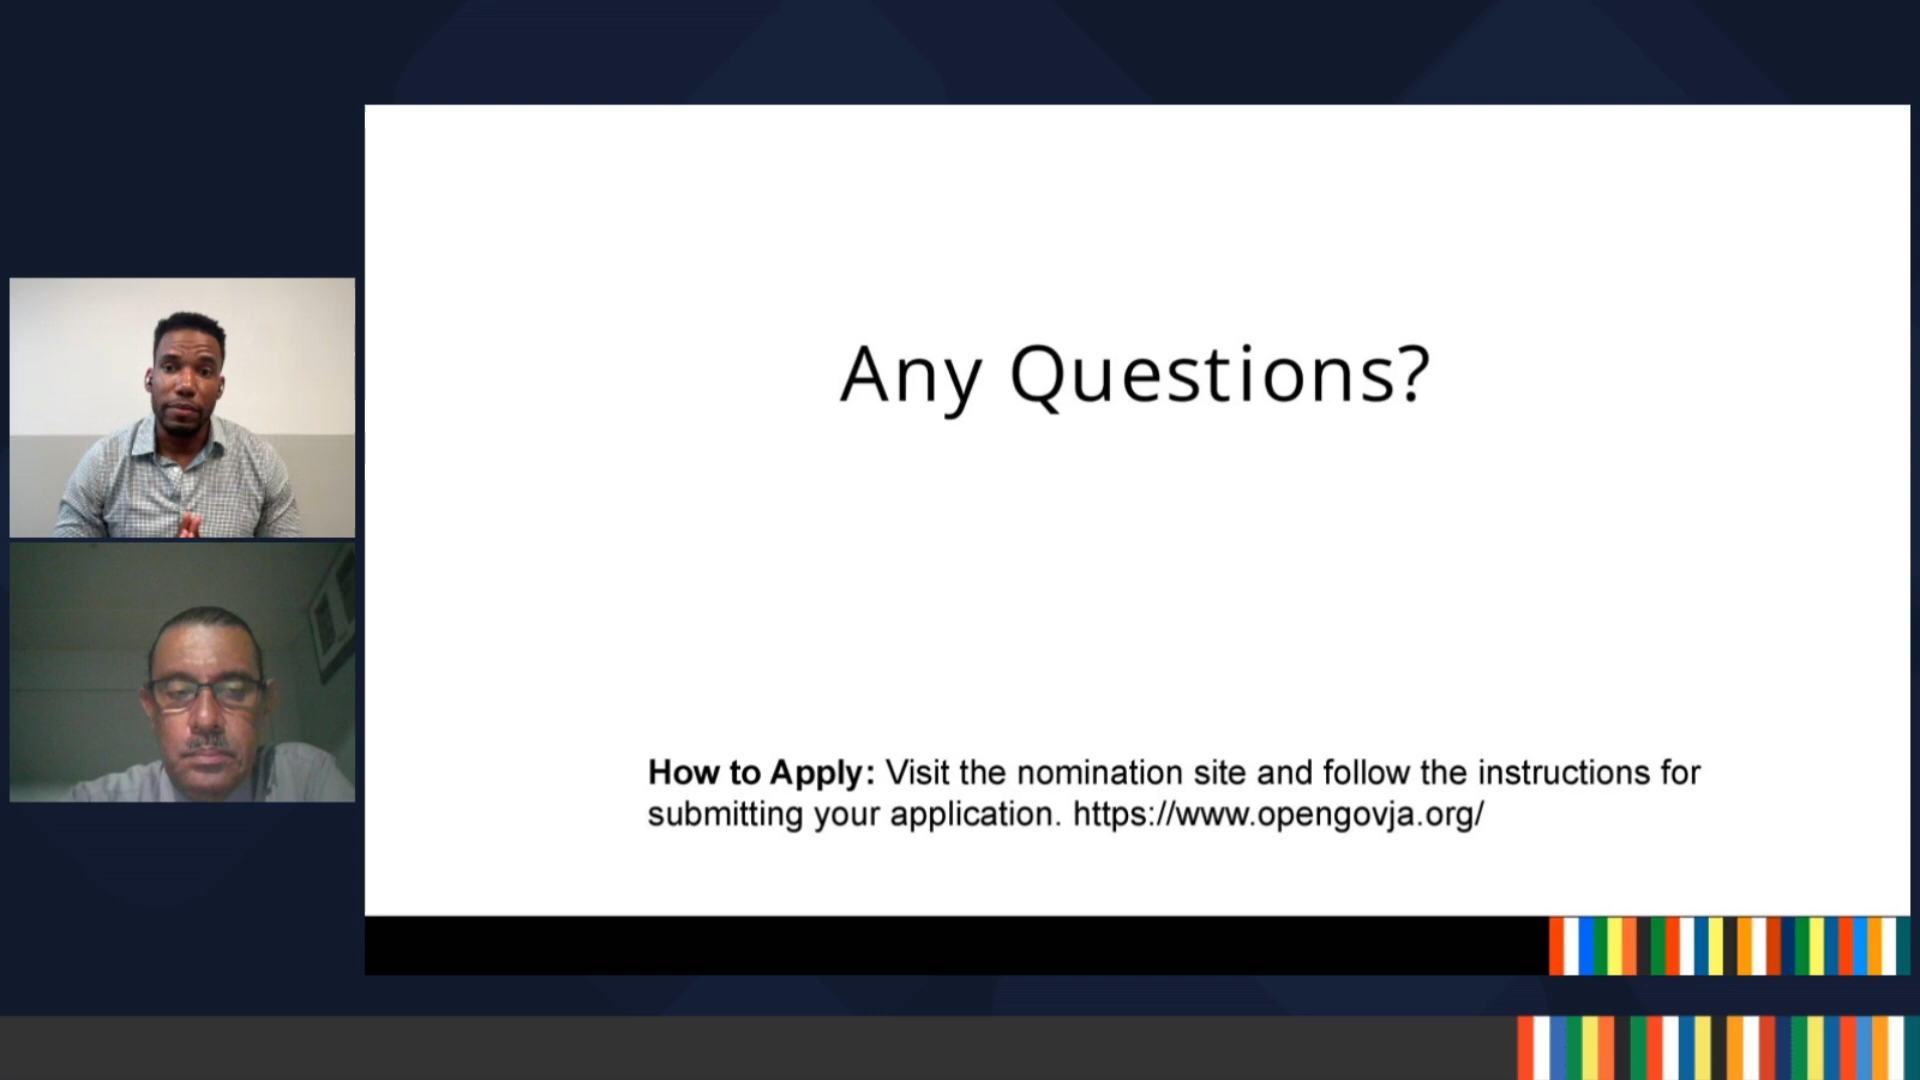 Any Questions?
How to Apply: Visit the nomination site and follow the instructions for
submitting your application. https://www.opengovja.org/